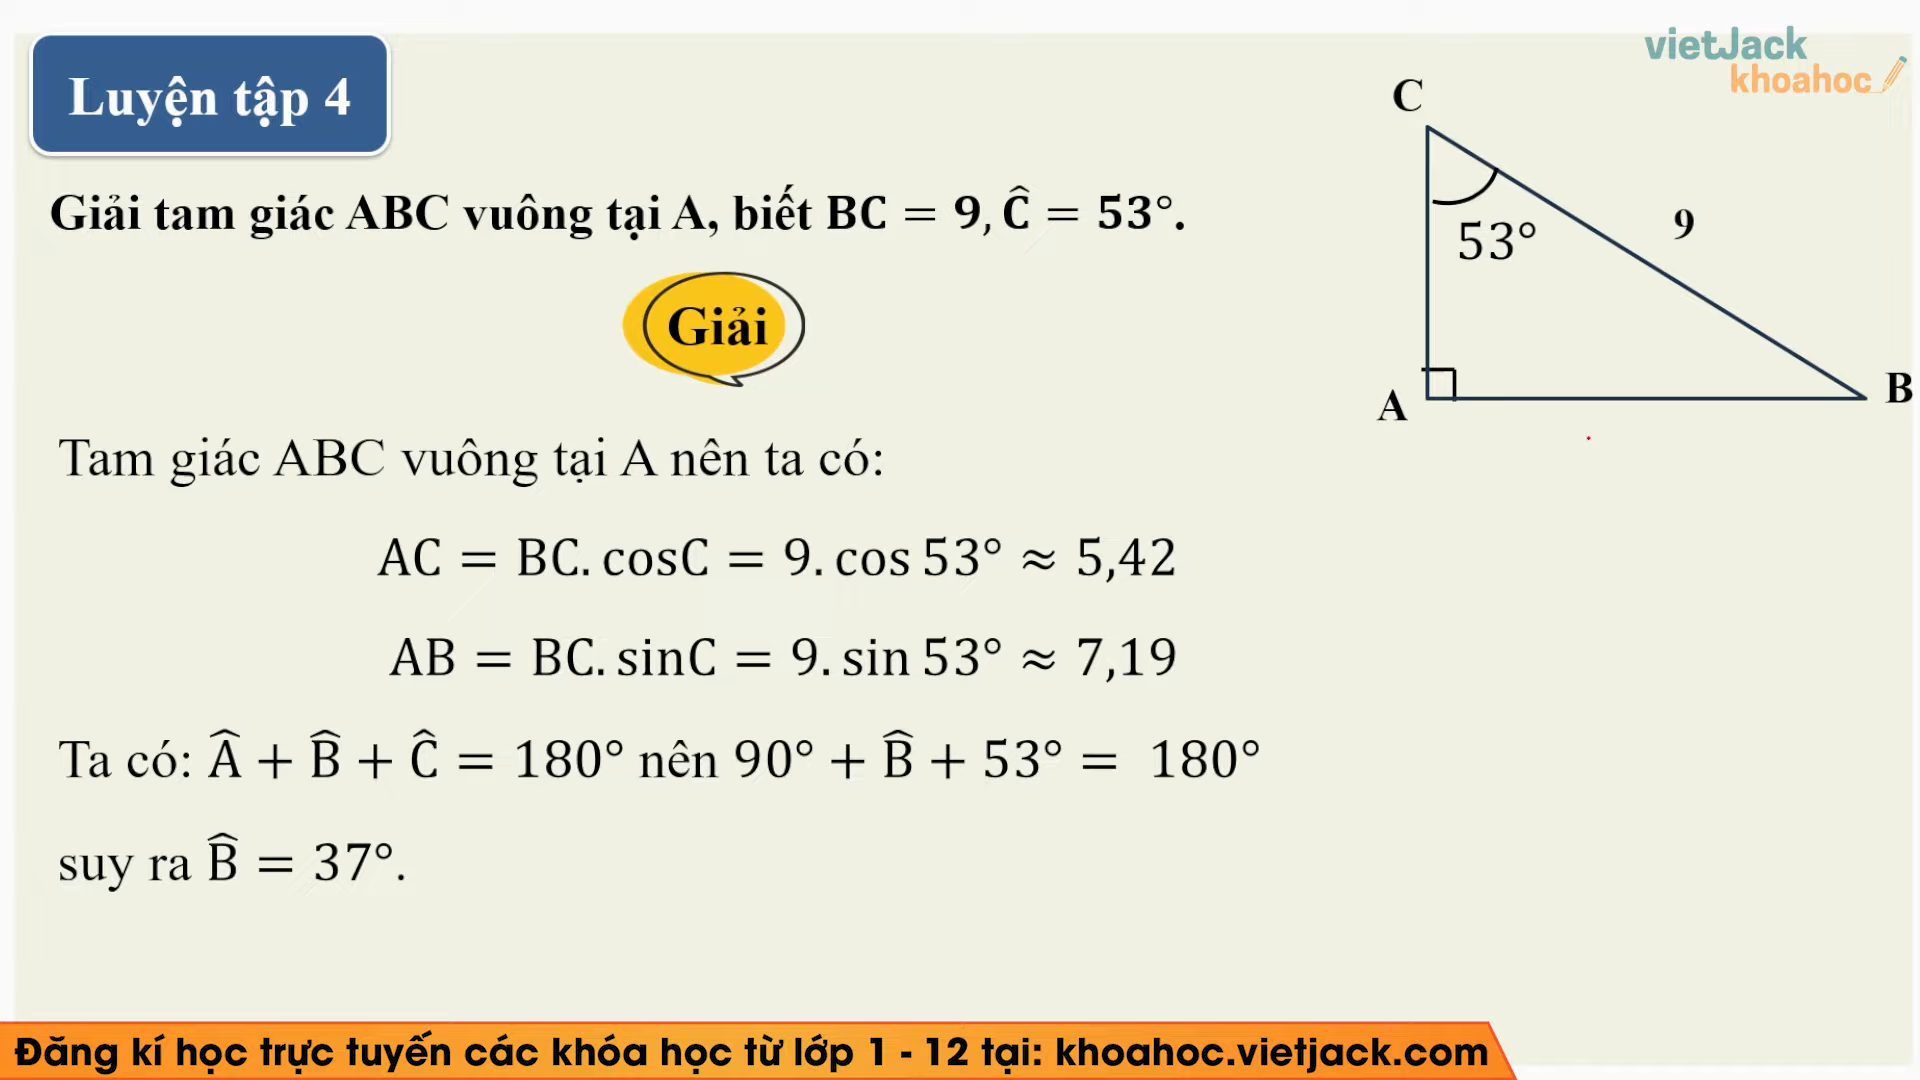 vietJack
khoahoc
Luyện tập 4
Giải tam giác ABC vuông tại A, biết BC = 9, Ĉ = 53°.
C
53°
9
A
B
Giải
Tam giác ABC vuông tại A nên ta có:
AC = BC. cosC = 9. cos 53° ≈ 5,42
AB = BC. sinC = 9. sin 53° ≈ 7,19
Ta có: Â + B̂ + Ĉ = 180° nên 90° + B̂ + 53° = 180°
suy ra B̂ = 37°.
Đăng kí học trực tuyến các khóa học từ lớp 1 - 12 tại: khoahoc.vietjack.com